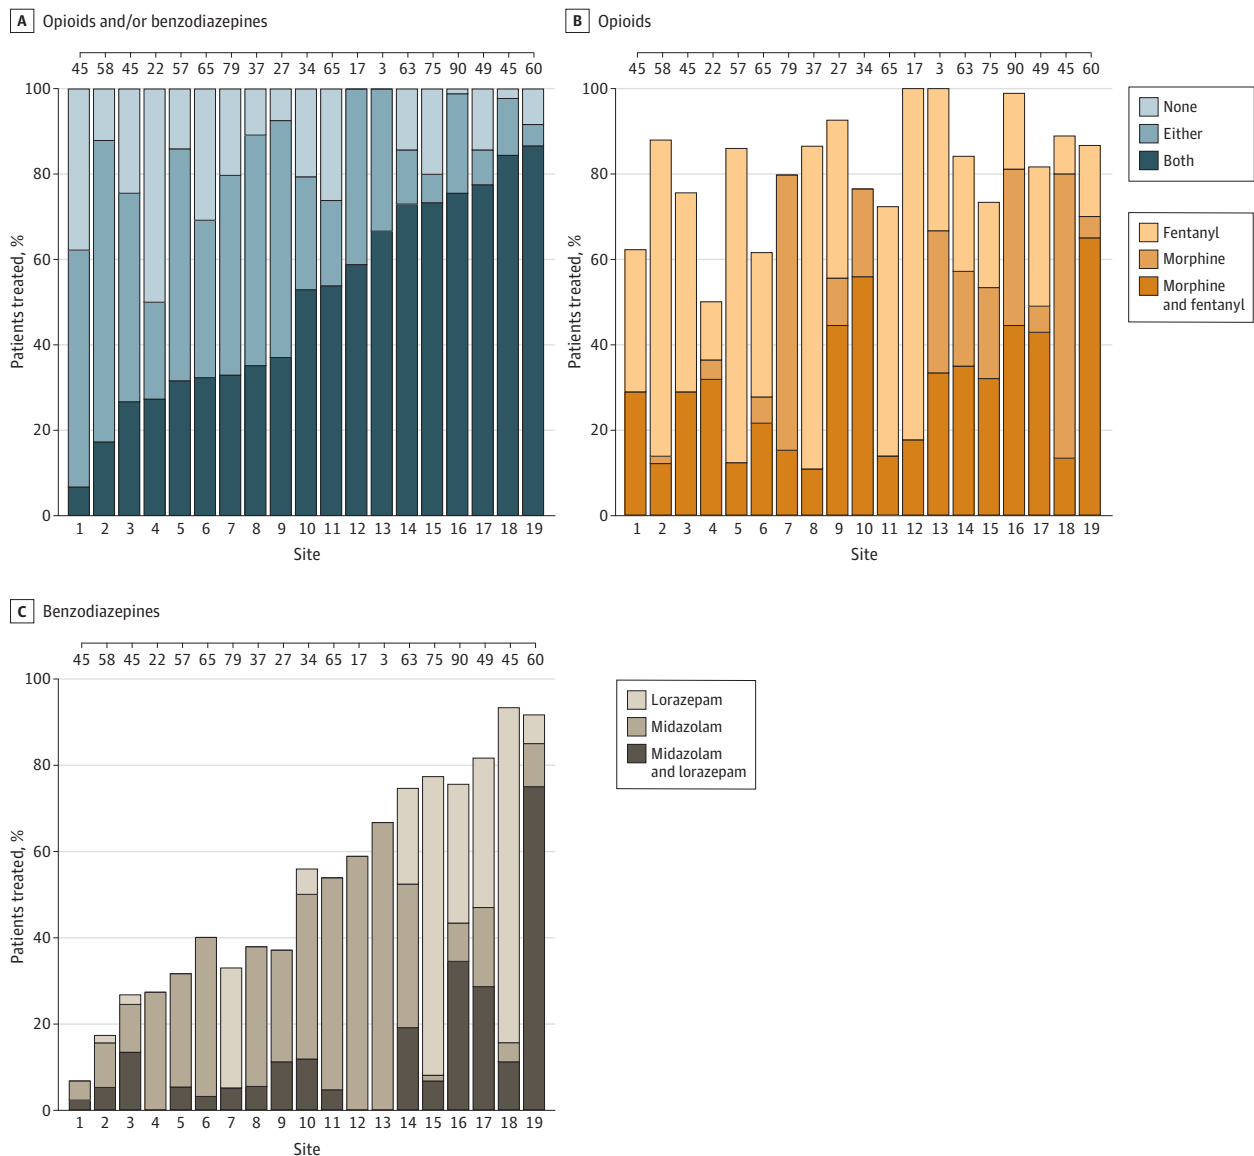 A Opioids and/or benzodiazepines
45 58 45 22 57 65 79 37 27 34 65 17 3 63 75 90 49 45 60
100
80
60
40
20
0
Patients treated, %
1 2 3 4 5 6 7 8 9 10 11 12 13 14 15 16 17 18 19
Site
B Opioids
45 58 45 22 57 65 79 37 27 34 65 17 3 63 75 90 49 45 60
100
80
60
40
20
0
Patients treated, %
1 2 3 4 5 6 7 8 9 10 11 12 13 14 15 16 17 18 19
Site
None
Either
Both
Fentanyl
Morphine
Morphine
and fentanyl
C Benzodiazepines
45 58 45 22 57 65 79 37 27 34 65 17 3 63 75 90 49 45 60
100
80
60
40
20
0
Patients treated, %
1 2 3 4 5 6 7 8 9 10 11 12 13 14 15 16 17 18 19
Site
Lorazepam
Midazolam
Midazolam
and lorazepam